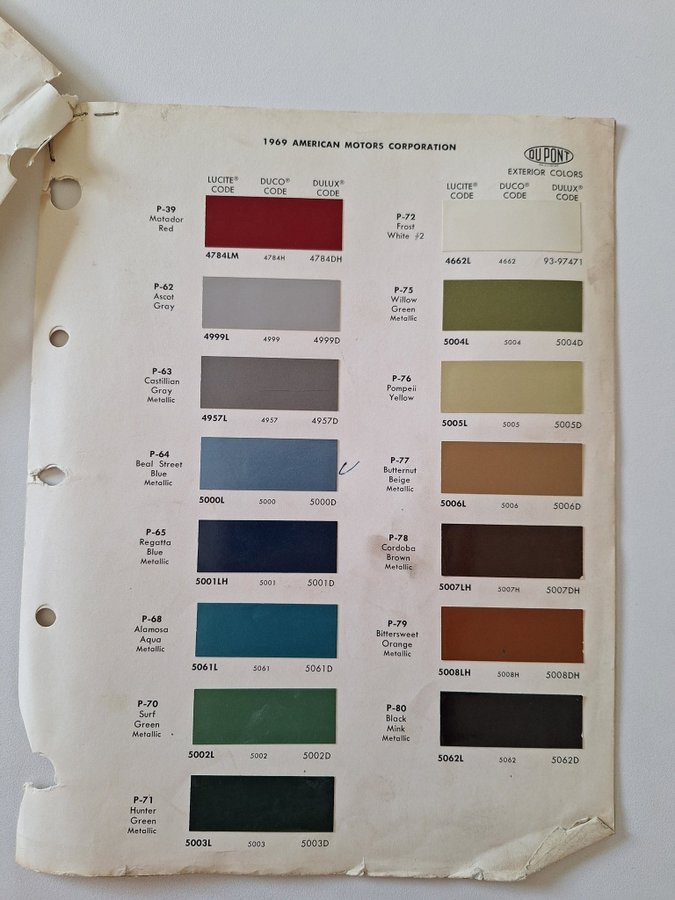 1969 AMERICAN MOTORS CORPORATION
DU PONT
EXTERIOR COLORS
LUCITE® CODE DUCO® CODE DULUX® CODE
P-39
Matador
Red
4784LM 4784H 4784DH
P-62
Ascot
Gray
4999L 4999 4999D
P-63
Castillian
Gray
Metallic
4957L 4957 4957D
P-64
Beal Street
Blue
Metallic
5000L 5000 5000D
P-65
Regatta
Blue
Metallic
5001LH 5001 5001D
P-68
Alamosa
Aqua
Metallic
5061L 5061 5061D
P-70
Surf
Green
Metallic
5002L 5002 5002D
P-71
Hunter
Green
Metallic
5003L 5003 5003D
LUCITE® CODE DUCO® CODE DULUX® CODE
P-72
Frost
White #2
4662L 4662 93-97471
P-75
Willow
Green
Metallic
5004L 5004 5004D
P-76
Pompeii
Yellow
5005L 5005 5005D
P-77
Butternut
Beige
Metallic
5006L 5006 5006D
P-78
Cordoba
Brown
Metallic
5007LH 5007H 5007DH
P-79
Bittersweet
Orange
Metallic
5008LH 5008H 5008DH
P-80
Black
Mink
Metallic
5062L 5062 5062D